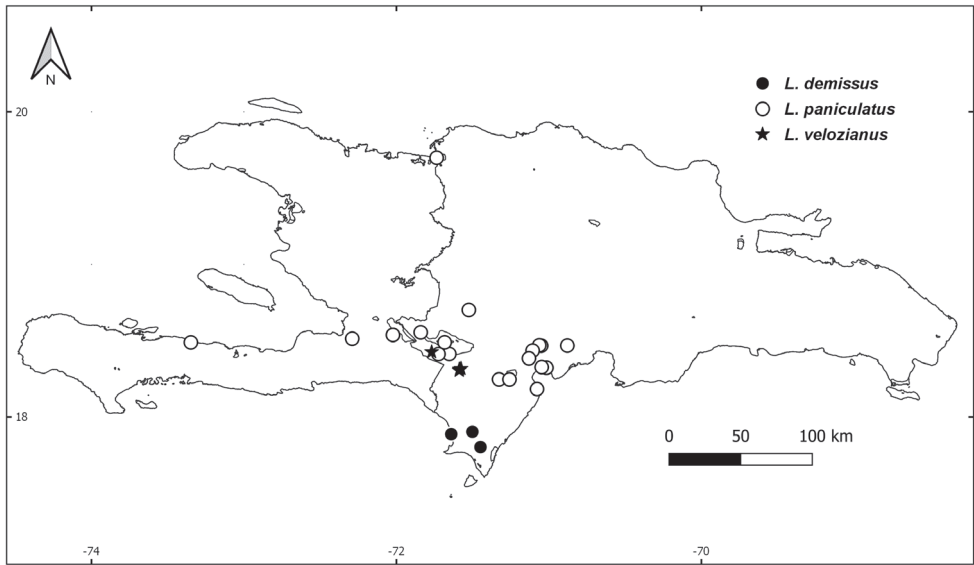 N
L. demissus
L. paniculatus
L. velozianus
20
18
0 50 100 km
-74 -72 -70